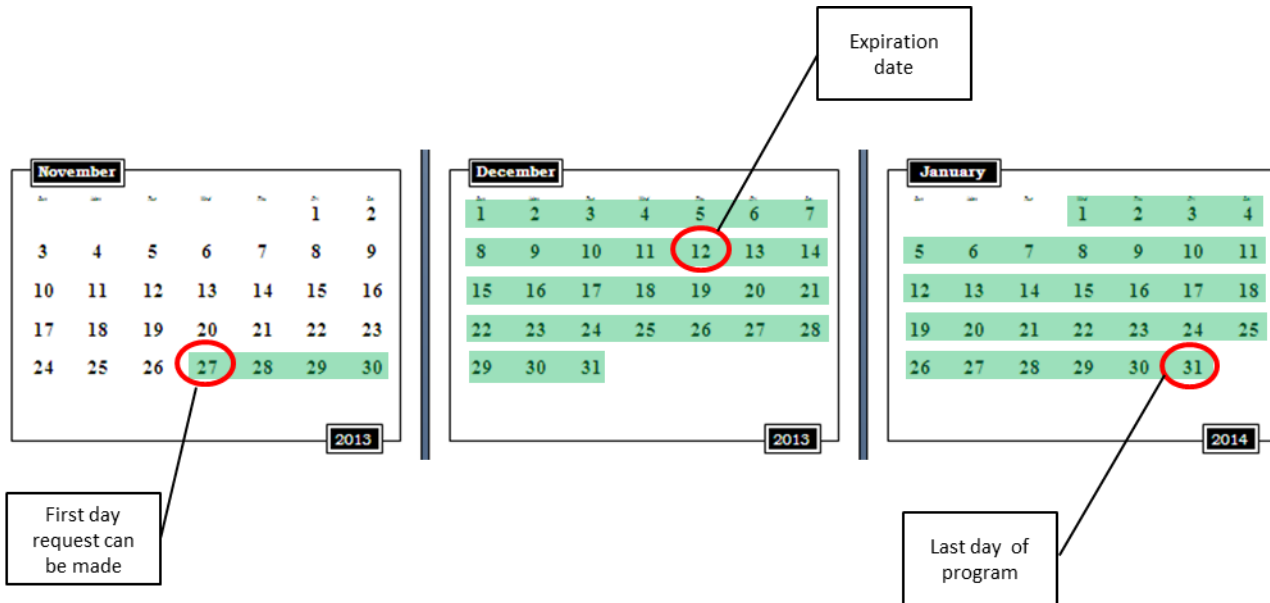 Expiration
date
November
1 2
3 4 5 6 7 8 9
10 11 12 13 14 15 16
17 18 19 20 21 22 23
24 25 26 27 28 29 30
2013
December
1 2 3 4 5 6 7
8 9 10 11 12 13 14
15 16 17 18 19 20 21
22 23 24 25 26 27 28
29 30 31
2013
January
1 2 3 4
5 6 7 8 9 10 11
12 13 14 15 16 17 18
19 20 21 22 23 24 25
26 27 28 29 30 31
2014
First day
request can
be made
Last day of
program